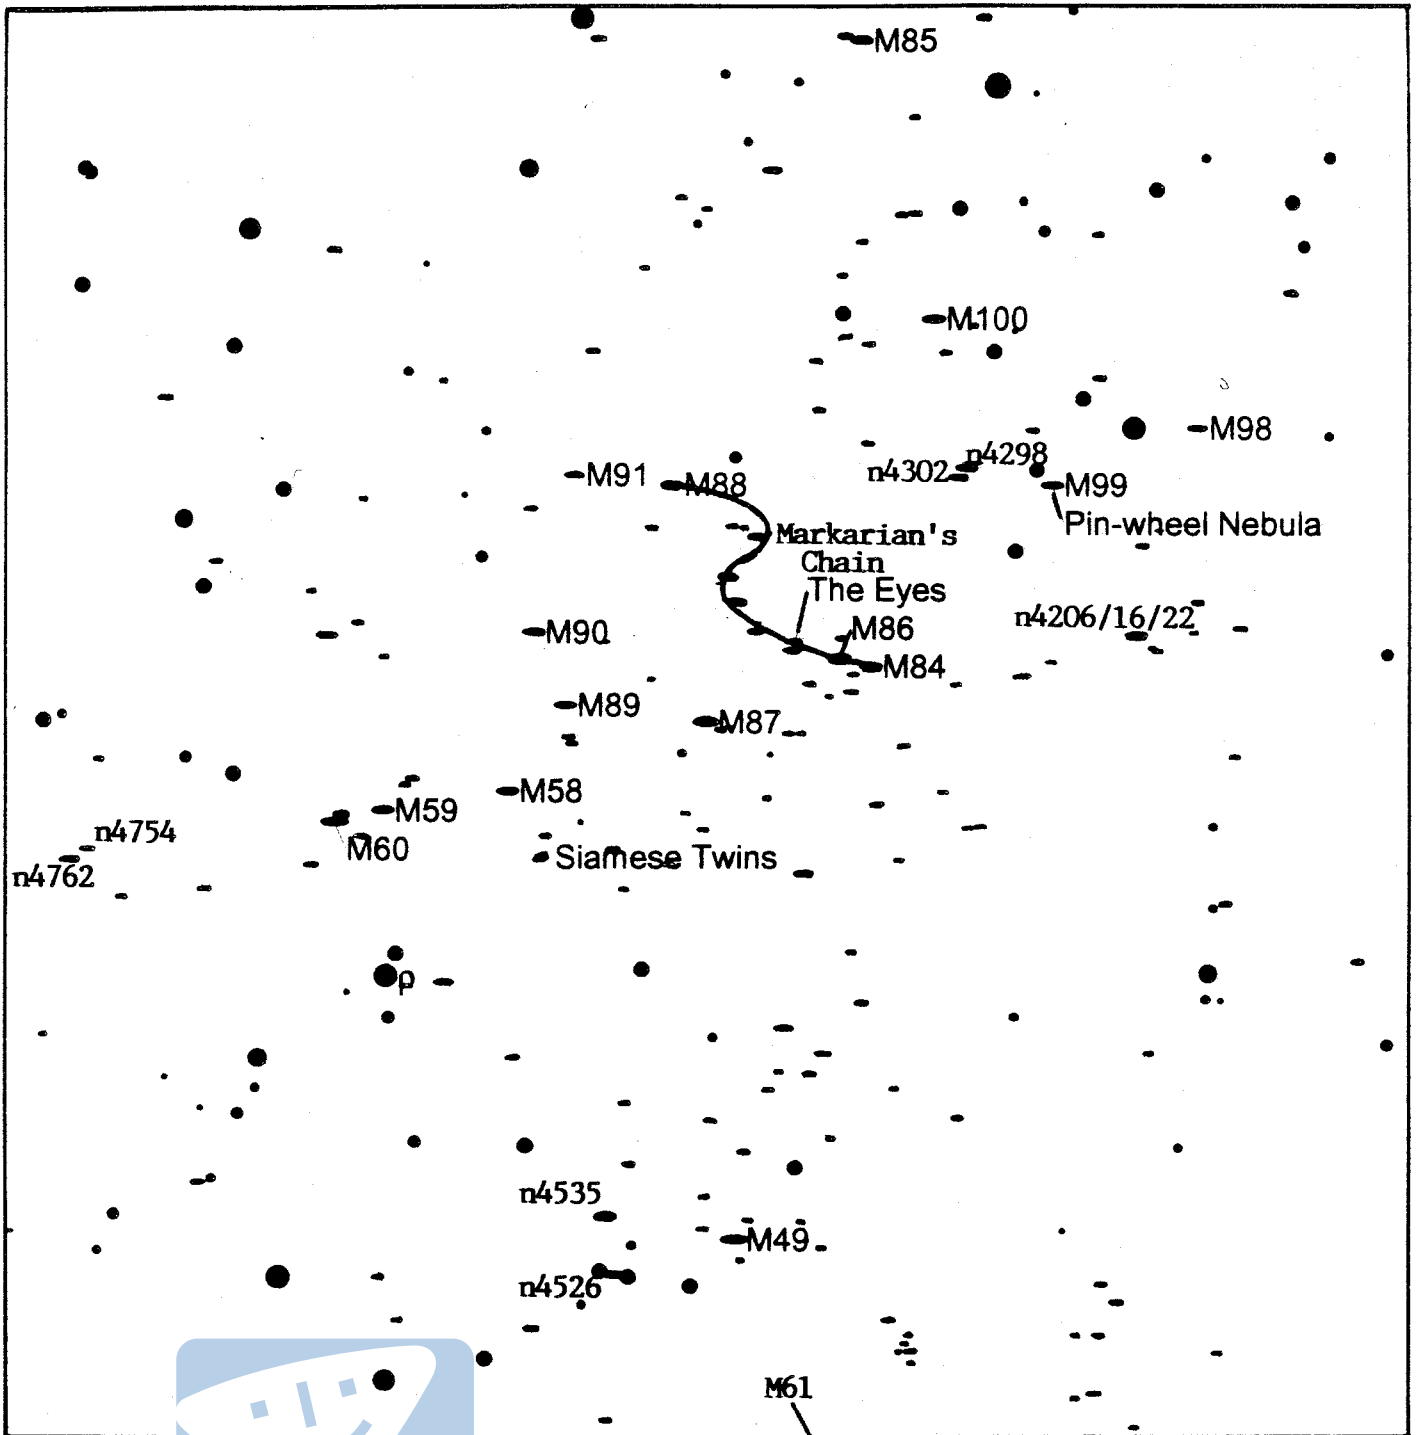 M85
M100
M98
n4298
n4302
M91
M88
M99
Pin-wheel Nebula
Markarian's
Chain
The Eyes
n4206/16/22
M86
M90
M84
M89
M87
M58
M59
n4754
M60
Siamese Twins
n4762
ρ
n4535
M49
n4526
M61